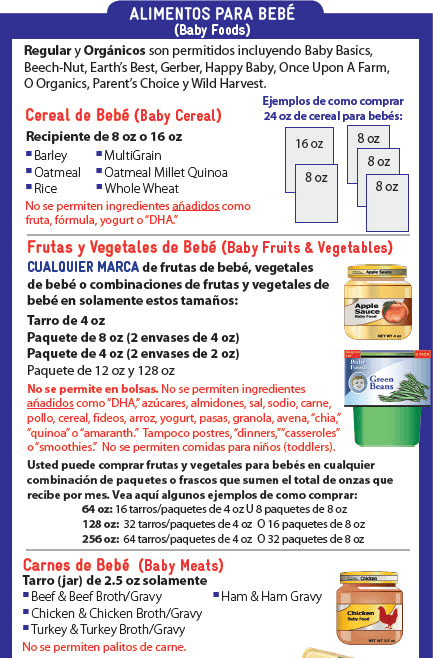 ALIMENTOS PARA BEBÉ
(Baby Foods)
Regular y Orgánicos son permitidos incluyendo Baby Basics,
Beech-Nut, Earth's Best, Gerber, Happy Baby, Once Upon A Farm,
O Organics, Parent's Choice y Wild Harvest.
Cereal de Bebé (Baby Cereal)
Recipiente de 8 oz o 16 oz
Barley
MultiGrain
Oatmeal
Oatmeal Millet Quinoa
Rice
Whole Wheat
No se permiten ingredientes añadidos como
fruta, fórmula, yogurt o "DHA."
Ejemplos de como comprar
24 oz de cereal para bebés:
16 oz
8 oz
8 oz
8 oz
8 oz
Frutas y Vegetales de Bebé (Baby Fruits & Vegetables)
CUALQUIER MARCA de frutas de bebé, vegetales
de bebé o combinaciones de frutas y vegetales de
bebé en solamente estos tamaños:
Tarro de 4 oz
Paquete de 8 oz (2 envases de 4 oz)
Paquete de 4 oz (2 envases de 2 oz)
Paquete de 12 oz y 128 oz
No se permite en bolsas. No se permiten ingredientes
añadidos como "DHA," azúcares, almidones, sal, sodio, carne,
pollo, cereal, fideos, arroz, yogurt, pasas, granola, avena, "chia,"
"quinoa" o "amaranth." Tampoco postres, "dinners," "casseroles"
o "smoothies." No se permiten comidas para niños (toddlers).
Apple Sauce
Apple
Sauce
Baby Food
NET WT 4 oz
2 PACK
Baby
Food
Green
Beans
Usted puede comprar frutas y vegetales para bebés en cualquier
combinación de paquetes o frascos que sumen el total de onzas que
recibe por mes. Vea aquí algunos ejemplos de como comprar:
64 oz: 16 tarros/paquetes de 4 oz U 8 paquetes de 8 oz
128 oz: 32 tarros/paquetes de 4 oz O 16 paquetes de 8 oz
256 oz: 64 tarros/paquetes de 4 oz O 32 paquetes de 8 oz
Carnes de Bebé (Baby Meats)
Tarro (jar) de 2.5 oz solamente
Beef & Beef Broth/Gravy
Ham & Ham Gravy
Chicken & Chicken Broth/Gravy
Turkey & Turkey Broth/Gravy
No se permiten palitos de carne.
Chicken
Chicken
Baby Food
NET WT 2.5 oz